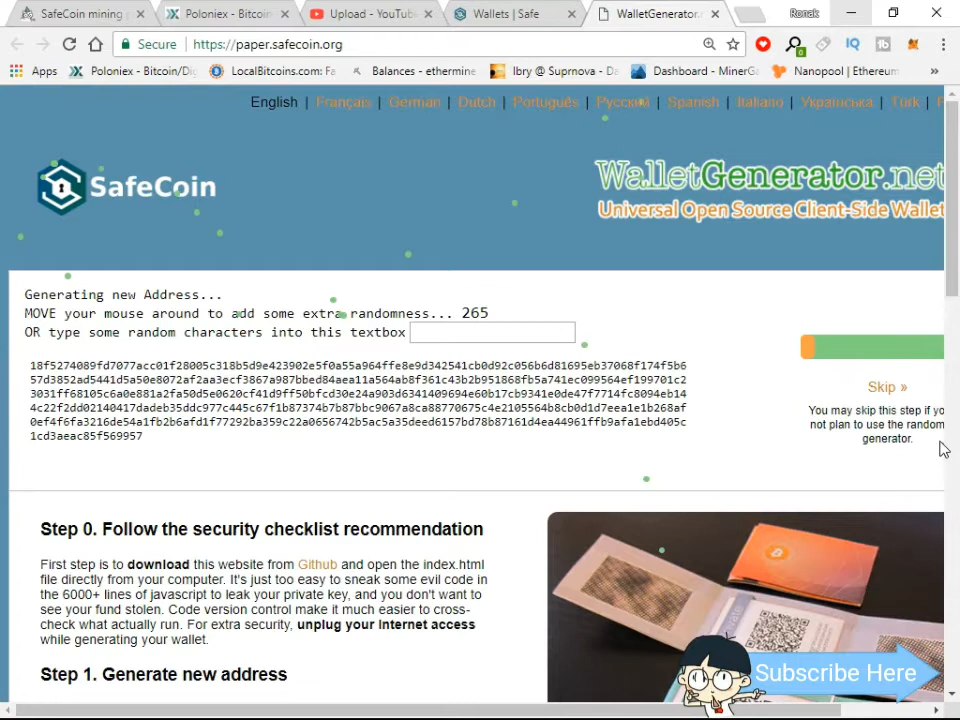 SafeCoin mining
Poloniex - Bitcoin
Upload - YouTub
Wallets | Safe
WalletGenerator.
Ronak
Secure | https://paper.safecoin.org
Apps
Poloniex - Bitcoin/Dig
LocalBitcoins.com: Fa
Balances - ethermine
lbry @ Suprnova - Da
Dashboard - MinerGa
Nanopool | Ethereum
»
English | Français | German | Dutch | Português | Русский | Spanish | Italiano | Українська | Türk |
SafeCoin
WalletGenerator.net
Universal Open Source Client-Side Wallet
Generating new Address...
MOVE your mouse around to add some extra randomness... 265
OR type some random characters into this textbox
18f5274089fd7077acc01f28005c318b5d9e423902e5f0a55a964ffe8e9d342541cb0d92c056b6d81695eb37068f174f5b6
57d3852ad5441d5a50e8072af2aa3ecf3867a987bbed84aea11a564ab8f361c43b2b951868fb5a741ec099564ef199701c2
3031ff68105c6a0e881a2fa50d5e0620cf41d9ff50bfcd30e24a903d6341409694e60b17cb9341e0de47f7714fc8094eb14
4c22f2dd02140417dadeb35ddc977c445c67f1b87374b7b87bbc9067a8ca88770675c4e2105564b8cb0d1d7eea1e1b268af
0ef4f6fa3216de54a1fb2b6afd1f77292ba359c22a0656742b5ac5a35deed6157bd78b87161d4ea44961ffb9afa1ebd405c
1cd3aeac85f569957
Skip »
You may skip this step if yo
not plan to use the random
generator.
Step 0. Follow the security checklist recommendation
First step is to download this website from Github and open the index.html
file directly from your computer. It's just too easy to sneak some evil code in
the 6000+ lines of javascript to leak your private key, and you don't want to
see your fund stolen. Code version control make it much easier to cross-
check what actually run. For extra security, unplug your Internet access
while generating your wallet.
Step 1. Generate new address
Subscribe Here